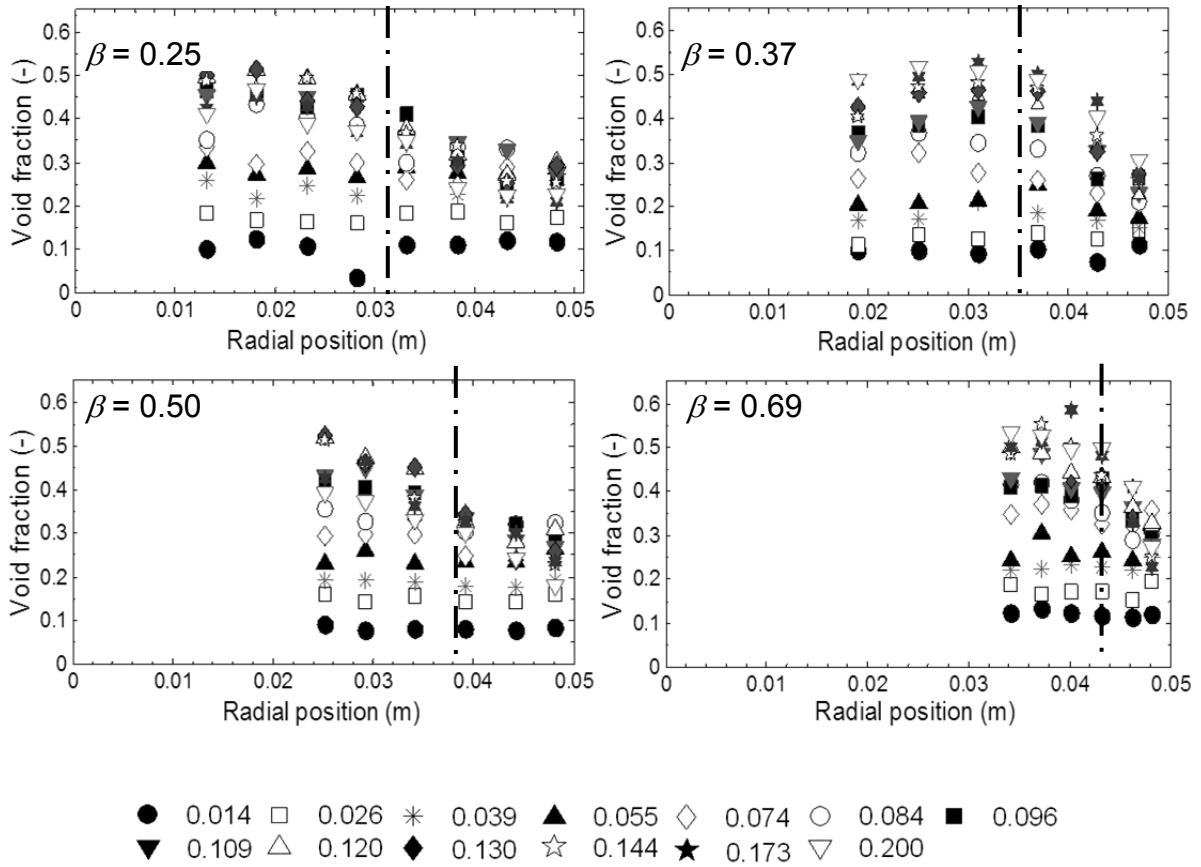 β = 0.25
Void fraction (-)
0.6
0.5
0.4
0.3
0.2
0.1
0
0 0.01 0.02 0.03 0.04 0.05
Radial position (m)
β = 0.37
Void fraction (-)
0.6
0.5
0.4
0.3
0.2
0.1
0
0 0.01 0.02 0.03 0.04 0.05
Radial position (m)
β = 0.50
Void fraction (-)
0.6
0.5
0.4
0.3
0.2
0.1
0
0 0.01 0.02 0.03 0.04 0.05
Radial position (m)
β = 0.69
Void fraction (-)
0.6
0.5
0.4
0.3
0.2
0.1
0
0 0.01 0.02 0.03 0.04 0.05
Radial position (m)
0.014 0.026 0.039 0.055 0.074 0.084 0.096
0.109 0.120 0.130 0.144 0.173 0.200